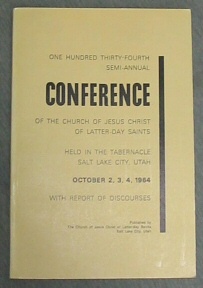 ONE HUNDRED THIRTY-FOURTH
SEMI-ANNUAL
CONFERENCE
OF THE CHURCH OF JESUS CHRIST
OF LATTER-DAY SAINTS
HELD IN THE TABERNACLE
SALT LAKE CITY, UTAH
OCTOBER 2, 3, 4, 1964
WITH REPORT OF DISCOURSES
Published by
The Church of Jesus Christ of Latter-day Saints
Salt Lake City, Utah